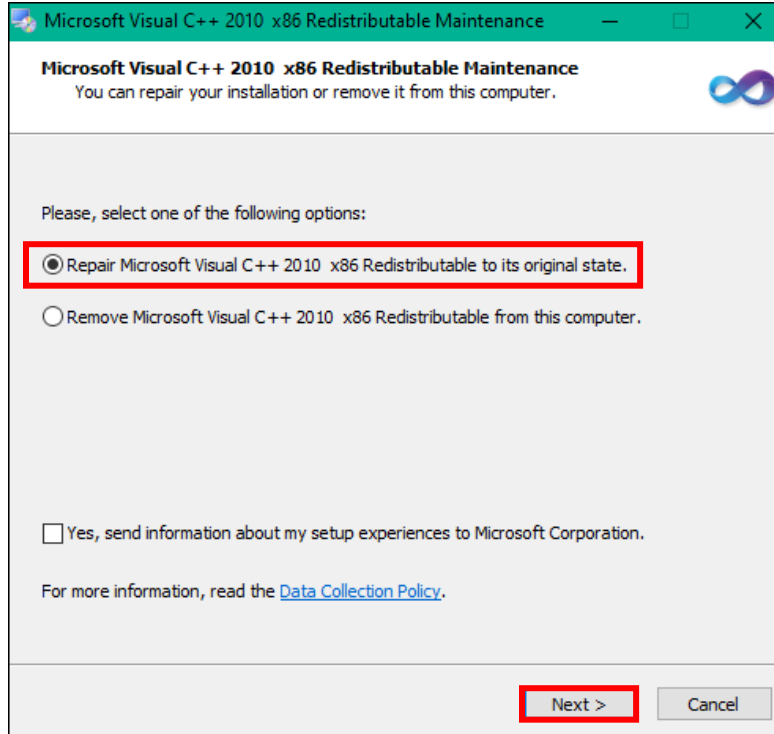 Microsoft Visual C++ 2010  x86 Redistributable Maintenance
Microsoft Visual C++ 2010  x86 Redistributable Maintenance
You can repair your installation or remove it from this computer.
Please, select one of the following options:
Repair Microsoft Visual C++ 2010  x86 Redistributable to its original state.
Remove Microsoft Visual C++ 2010  x86 Redistributable from this computer.
Yes, send information about my setup experiences to Microsoft Corporation.
For more information, read the Data Collection Policy.
Next > Cancel